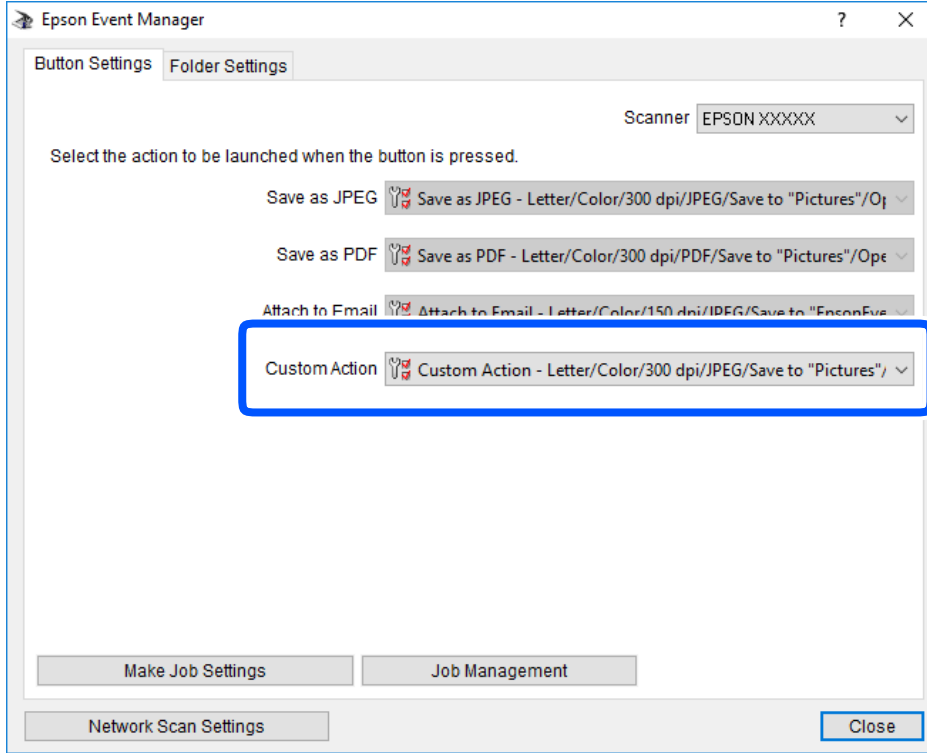 Epson Event Manager
Button Settings Folder Settings
Scanner EPSON XXXXX
Select the action to be launched when the button is pressed.
Save as JPEG Save as JPEG - Letter/Color/300 dpi/JPEG/Save to "Pictures"/Op
Save as PDF Save as PDF - Letter/Color/300 dpi/PDF/Save to "Pictures"/Ope
Attach to Email Attach to Email - Letter/Color/150 dpi/JPEG/Save to "EpsonEve
Custom Action Custom Action - Letter/Color/300 dpi/JPEG/Save to "Pictures"/
Make Job Settings Job Management
Network Scan Settings Close